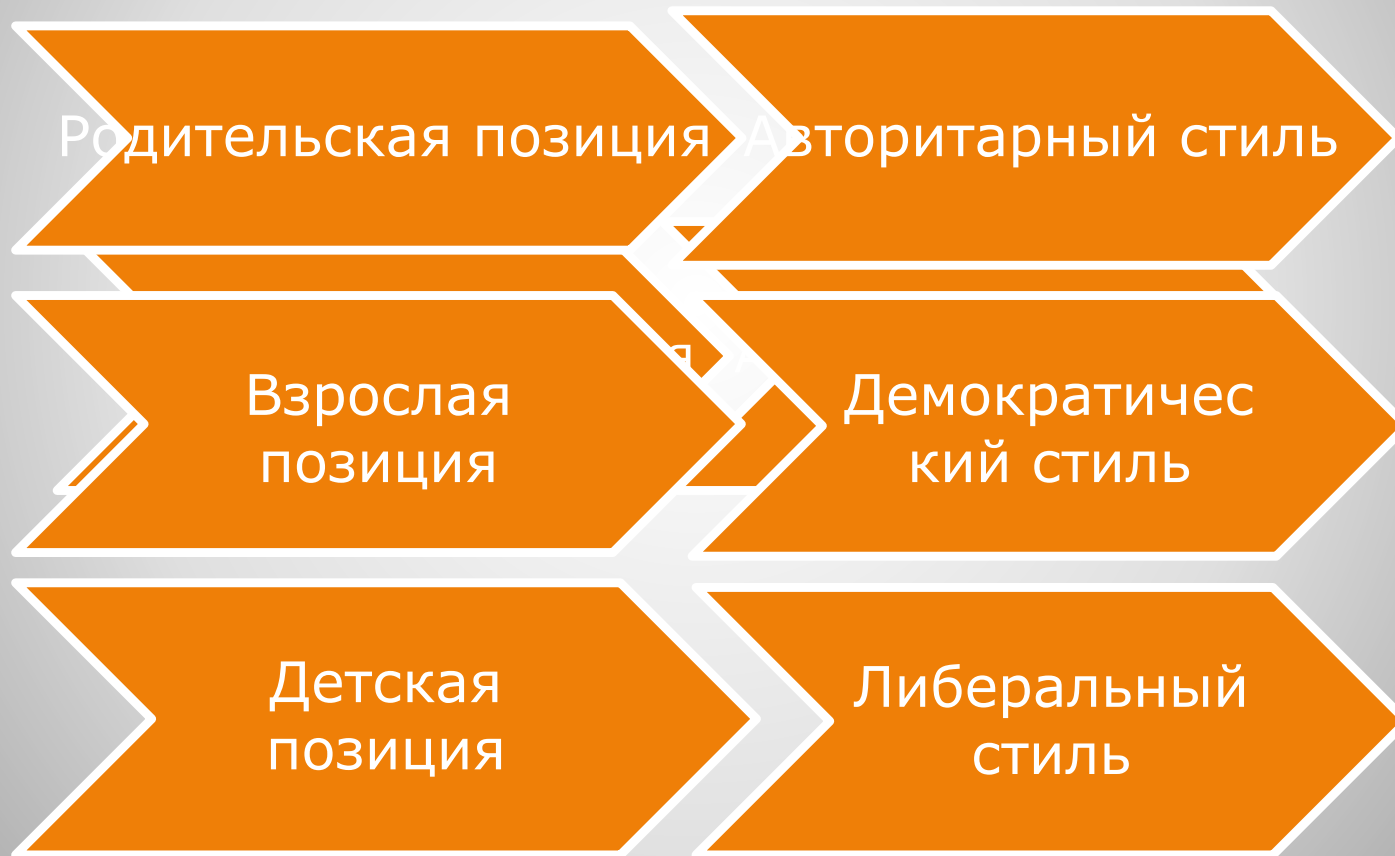 Родительская позиция
Авторитарный стиль
Взрослая
позиция
Демократичес
кий стиль
Детская
позиция
Либеральный
стиль